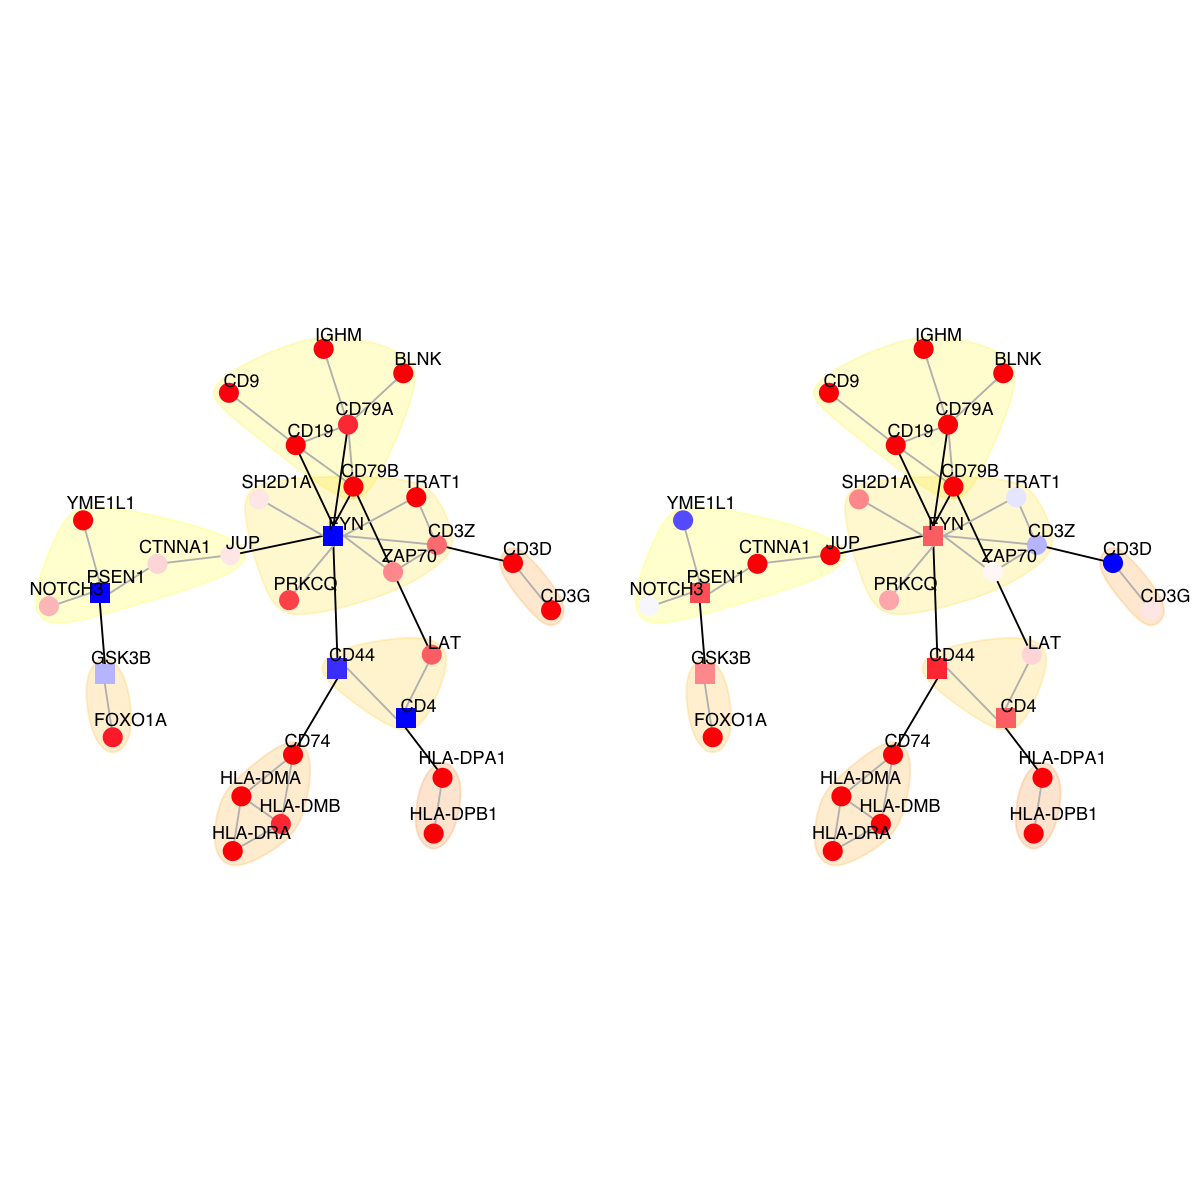 IGHM
BLNK
CD9
CD79A
CD19
CD79B
SH2D1A
TRAT1
YME1L1
FYN
CD3Z
JUP
CTNNA1
CD3D
ZAP70
PSEN1
PRKCQ
NOTCH3
CD3G
LAT
CD44
GSK3B
CD4
FOXO1A
CD74
HLA-DPA1
HLA-DMA
HLA-DMB
HLA-DPB1
HLA-DRA
IGHM
BLNK
CD9
CD79A
CD19
CD79B
SH2D1A
TRAT1
YME1L1
FYN
CD3Z
JUP
CTNNA1
CD3D
ZAP70
PSEN1
PRKCQ
NOTCH3
CD3G
LAT
CD44
GSK3B
CD4
FOXO1A
CD74
HLA-DPA1
HLA-DMA
HLA-DMB
HLA-DPB1
HLA-DRA